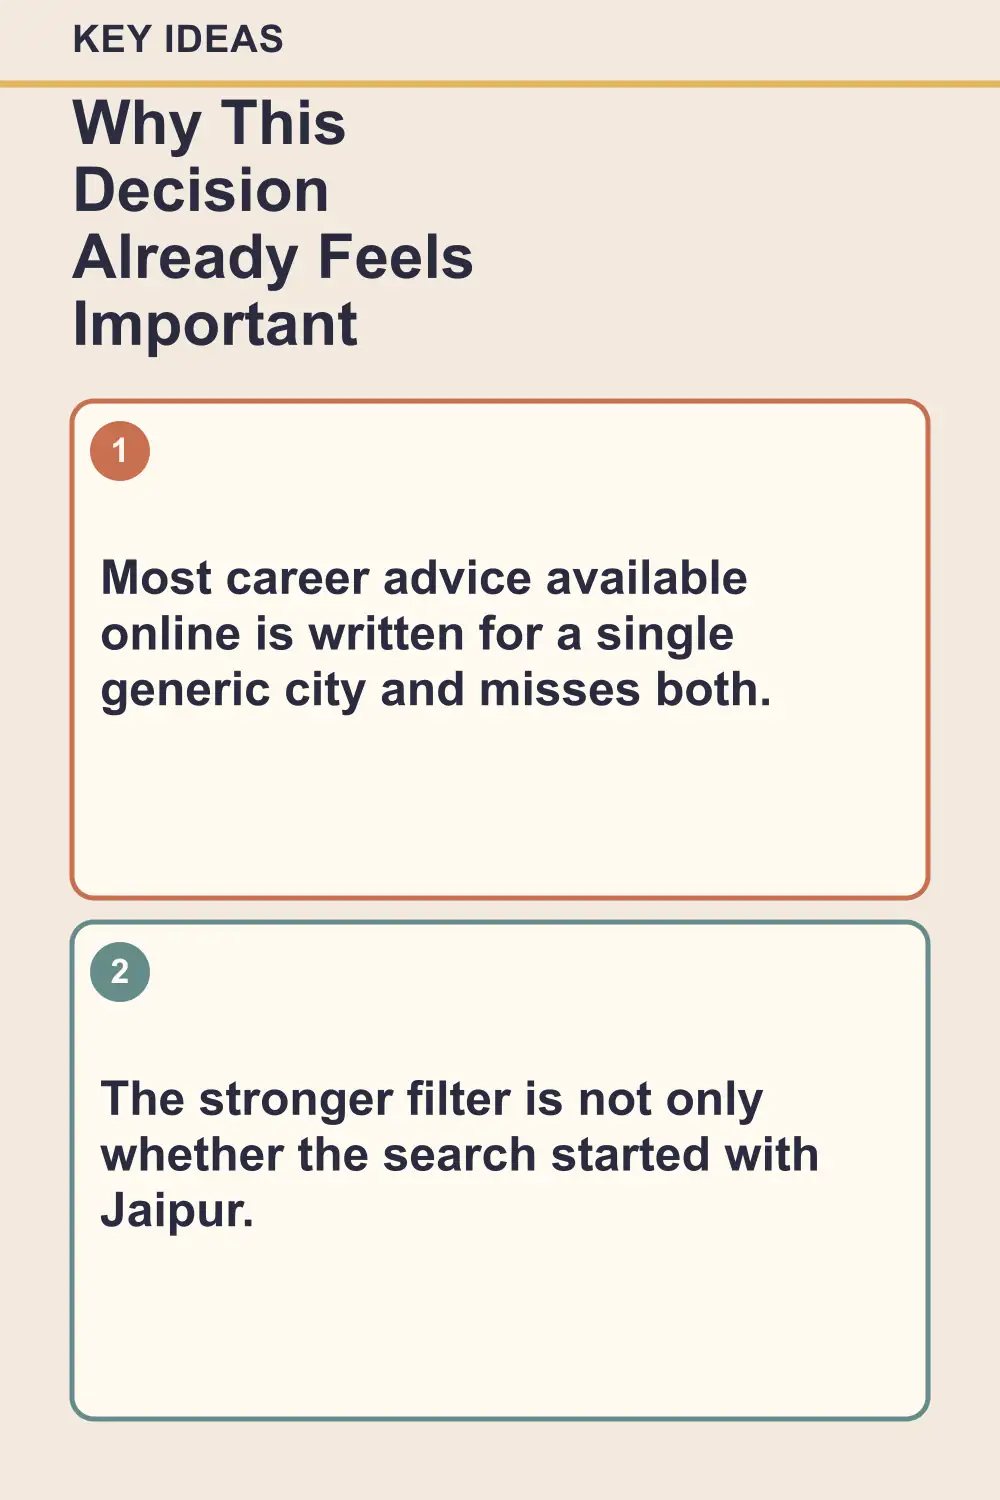 KEY IDEAS
Why This
Decision
Already Feels
Important
1
Most career advice available
online is written for a single
generic city and misses both.
2
The stronger filter is not only
whether the search started with
Jaipur.